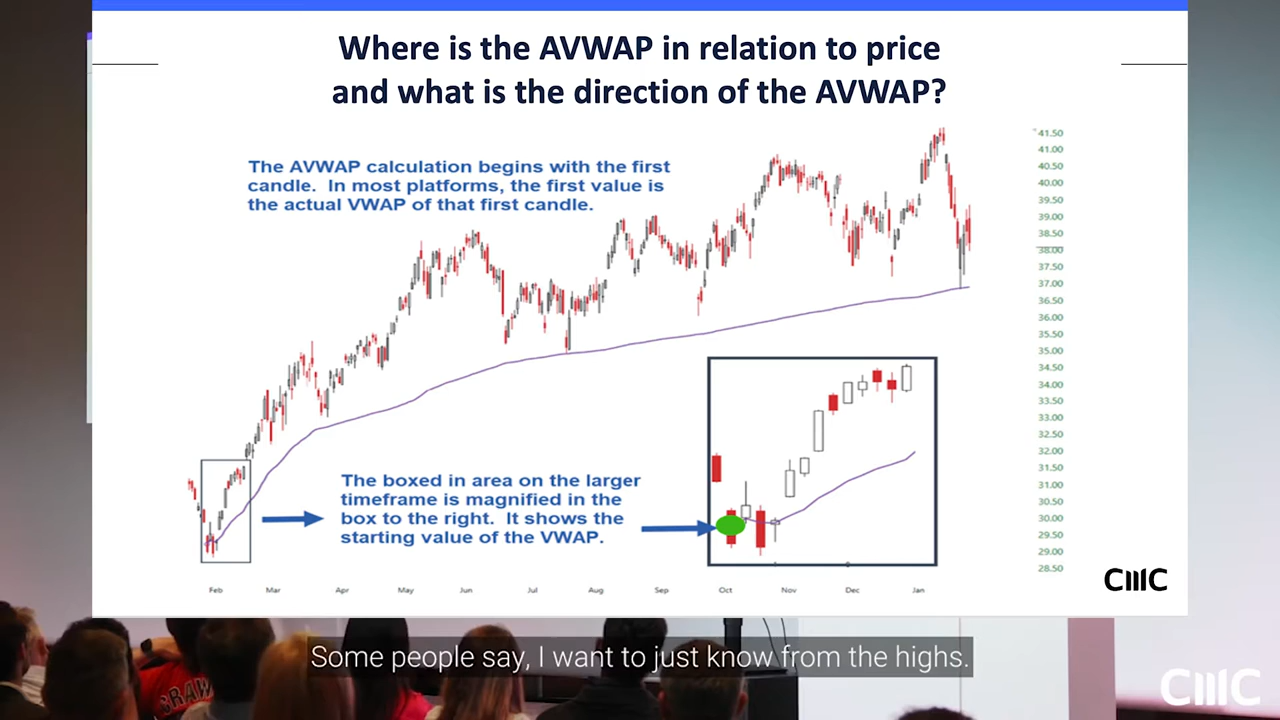 Where is the AVWAP in relation to price
and what is the direction of the AVWAP?
The AVWAP calculation begins with the first
candle. In most platforms, the first value is
the actual VWAP of that first candle.
41.50
41.00
40.50
40.00
39.50
39.00
38.50
38.00
37.50
37.00
36.50
36.00
35.50
35.00
34.50
34.00
33.50
33.00
32.50
32.00
31.50
31.00
30.50
30.00
29.50
29.00
28.50
The boxed in area on the larger
timeframe is magnified in the
box to the right. It shows the
starting value of the VWAP.
Feb Mar Apr May Jun Jul Aug Sep Oct Nov Dec Jan
CMC
Some people say, I want to just know from the highs.
CMC